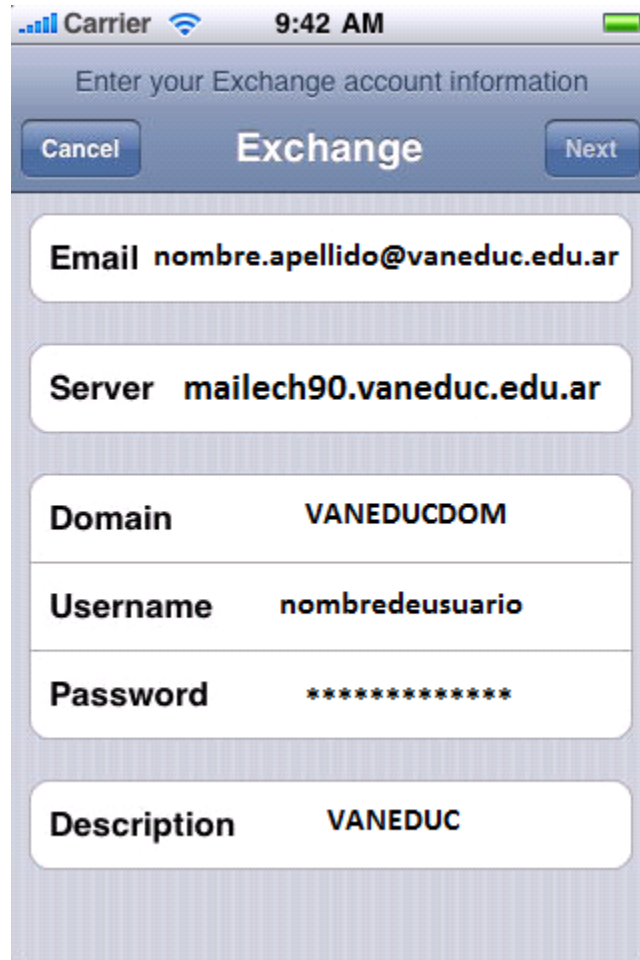 Carrier 9:42 AM
Enter your Exchange account information
Cancel Exchange Next
Email nombre.apellido@vaneduc.edu.ar
Server mailech90.vaneduc.edu.ar
Domain VANEDUCDOM
Username nombredeusuario
Password *************
Description VANEDUC